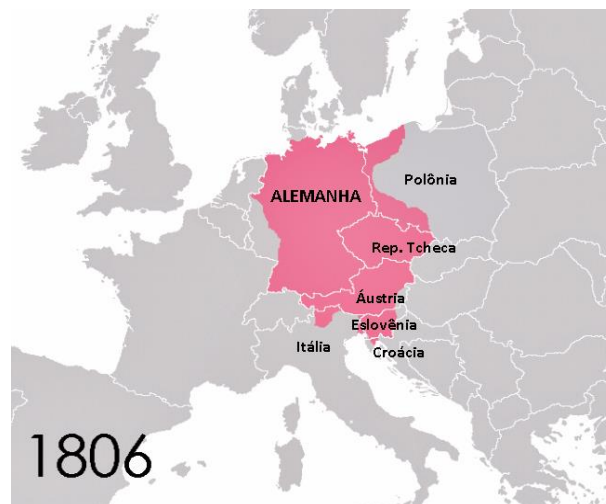 Polônia
ALEMANHA
Rep. Tcheca
Áustria
Eslovênia
Itália
Croácia
1806